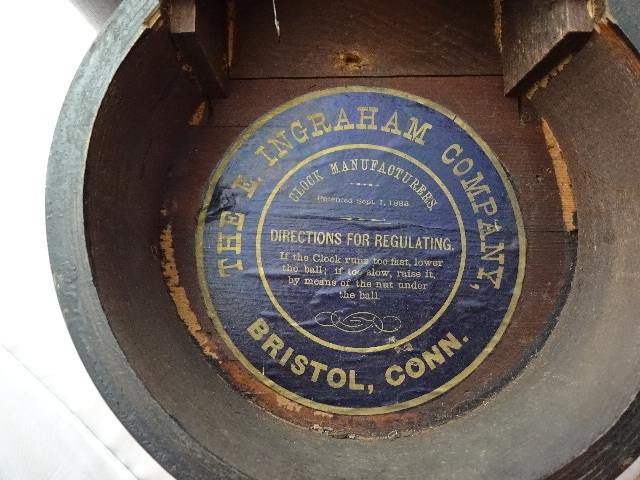 THE E. INGRAHAM COMPANY,
CLOCK MANUFACTURERS.
Patented Sept. 1, 1885
DIRECTIONS FOR REGULATING.
If the Clock runs too fast, lower
the ball; if too slow, raise it,
by means of the nut under
the ball.
BRISTOL, CONN.